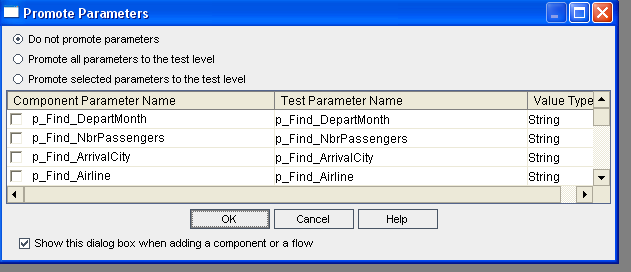 Promote Parameters
Do not promote parameters
Promote all parameters to the test level
Promote selected parameters to the test level
Component Parameter Name Test Parameter Name Value Type
p_Find_DepartMonth p_Find_DepartMonth String
p_Find_NbrPassengers p_Find_NbrPassengers String
p_Find_ArrivalCity p_Find_ArrivalCity String
p_Find_Airline p_Find_Airline String
OK Cancel Help
Show this dialog box when adding a component or a flow